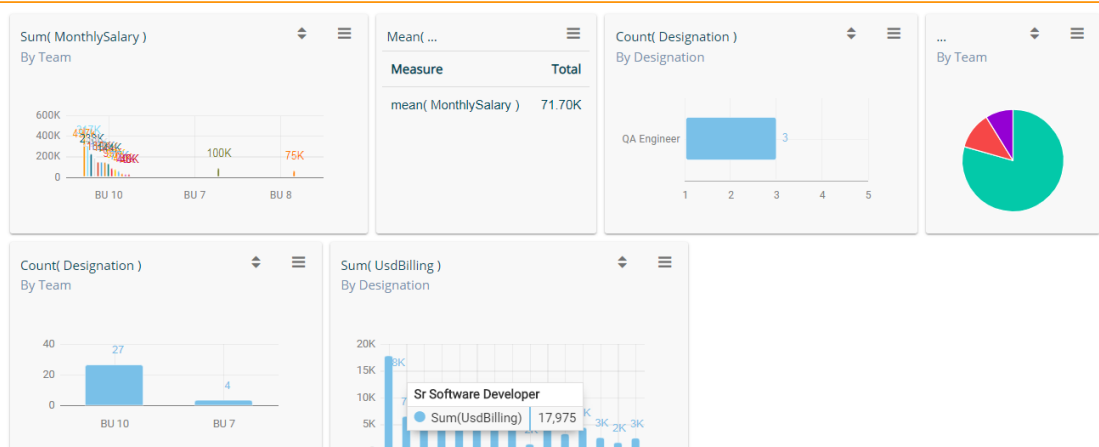 Sum( MonthlySalary )
By Team
600K
400K
200K
0
100K
75K
BU 10
BU 7
BU 8
Mean( ...
Measure Total
mean( MonthlySalary ) 71.70K
Count( Designation )
By Designation
QA Engineer
3
1 2 3 4 5
...
By Team
Count( Designation )
By Team
40
20
0
27
4
BU 10
BU 7
Sum( UsdBilling )
By Designation
20K
15K
10K
5K
Sr Software Developer
Sum(UsdBilling) 17,975
3K
2K
3K